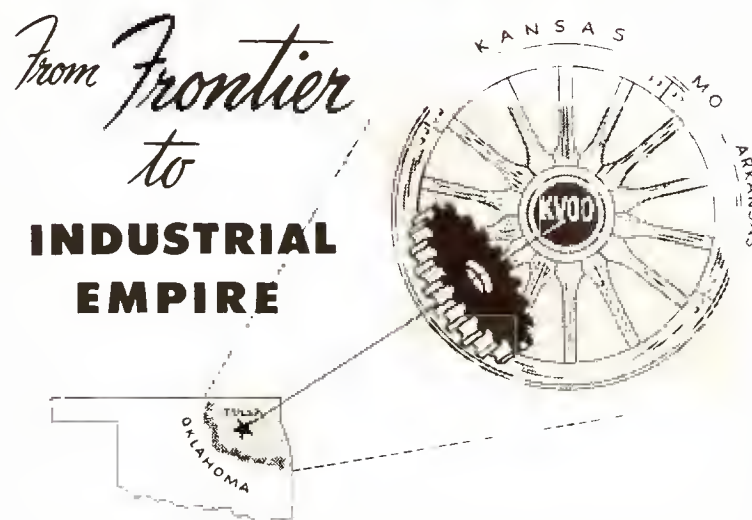 From Frontier
to
INDUSTRIAL
EMPIRE
KANSAS
MO
ARKANSAS
KVOO
TULSA
OKLAHOMA